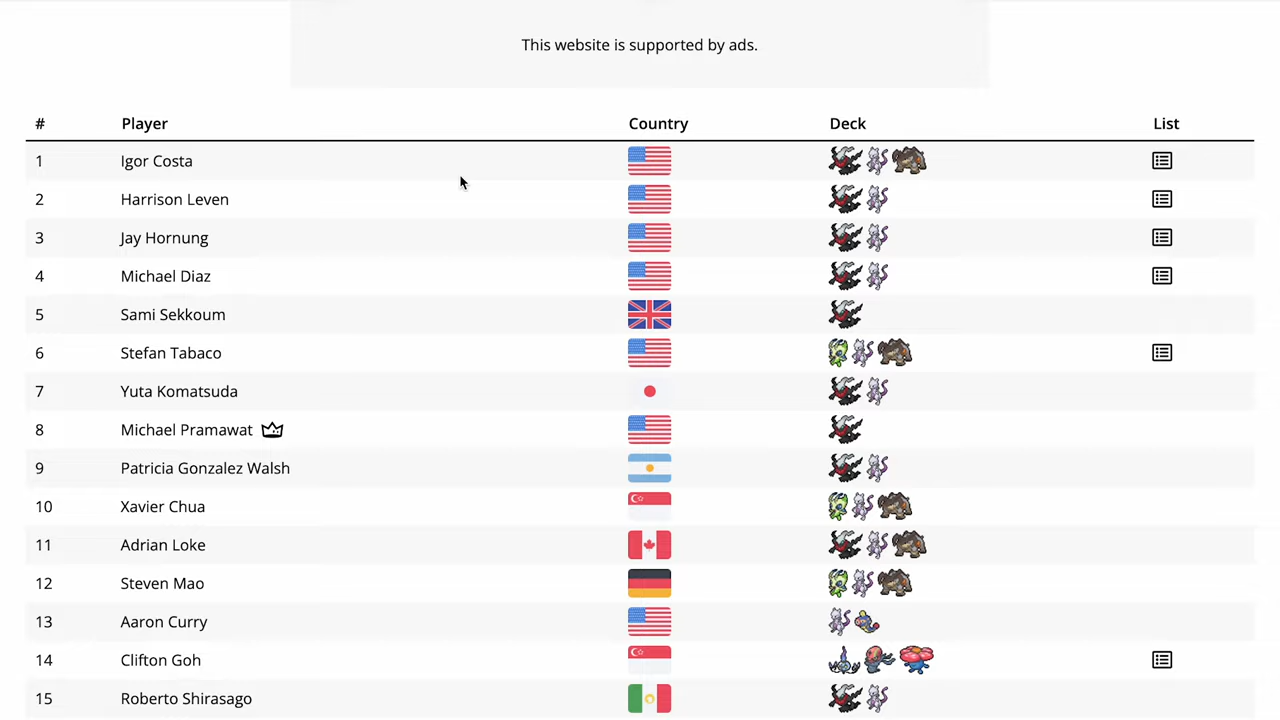 This website is supported by ads.
# Player Country Deck List
1 Igor Costa
2 Harrison Leven
3 Jay Hornung
4 Michael Diaz
5 Sami Sekkoum
6 Stefan Tabaco
7 Yuta Komatsuda
8 Michael Pramawat
9 Patricia Gonzalez Walsh
10 Xavier Chua
11 Adrian Loke
12 Steven Mao
13 Aaron Curry
14 Clifton Goh
15 Roberto Shirasago